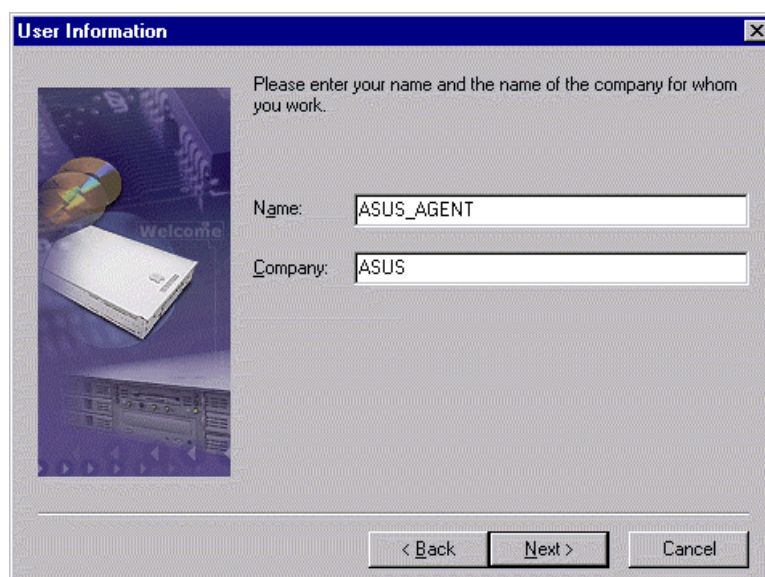 User Information
Please enter your name and the name of the company for whom
you work.
Welcome
Name:
ASUS_AGENT
Company:
ASUS
< Back
Next >
Cancel